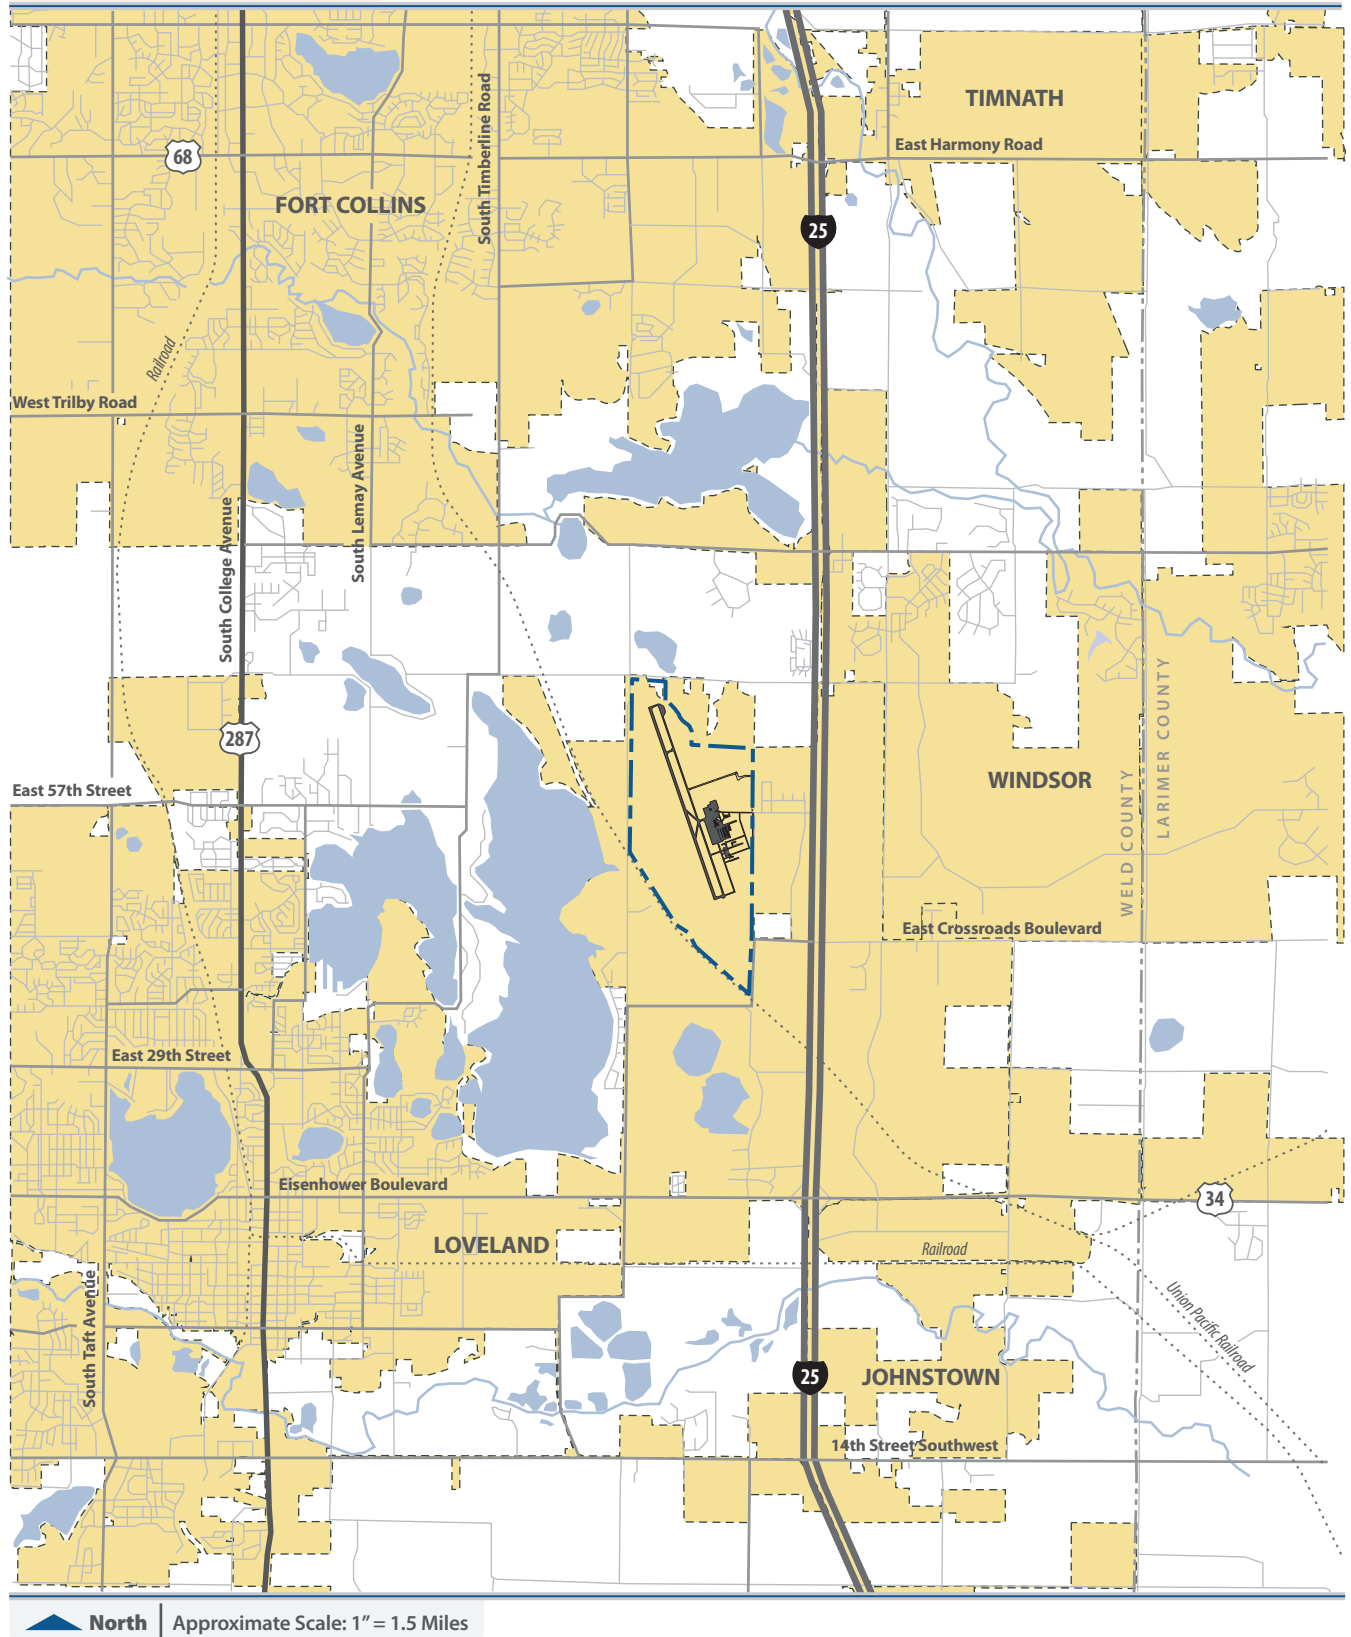 TIMNATH
East Harmony Road
68
South Timberline Road
FORT COLLINS
25
Railroad
West Trilby Road
South Lemay Avenue
South College Avenue
287
East 57th Street
WINDSOR
WELD COUNTY
LARIMER COUNTY
East Crossroads Boulevard
East 29th Street
Eisenhower Boulevard
34
LOVELAND
Railroad
South Taft Avenue
Union Pacific Railroad
25
JOHNSTOWN
14th Street Southwest
North
Approximate Scale: 1” = 1.5 Miles